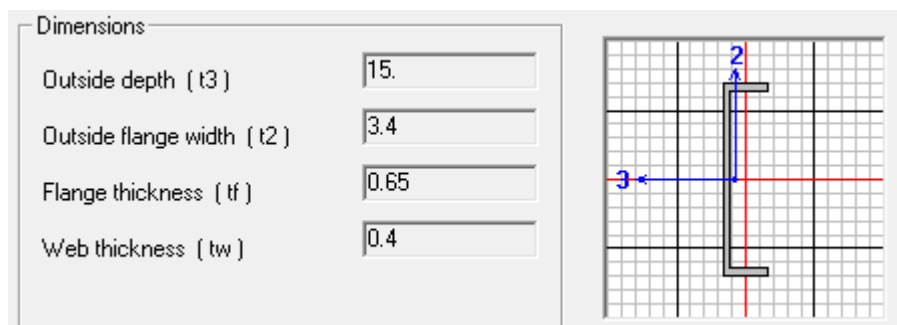 Dimensions
Outside depth ( t3 ) 15.
Outside flange width ( t2 ) 3.4
Flange thickness ( tf ) 0.65
Web thickness ( tw ) 0.4
2
3